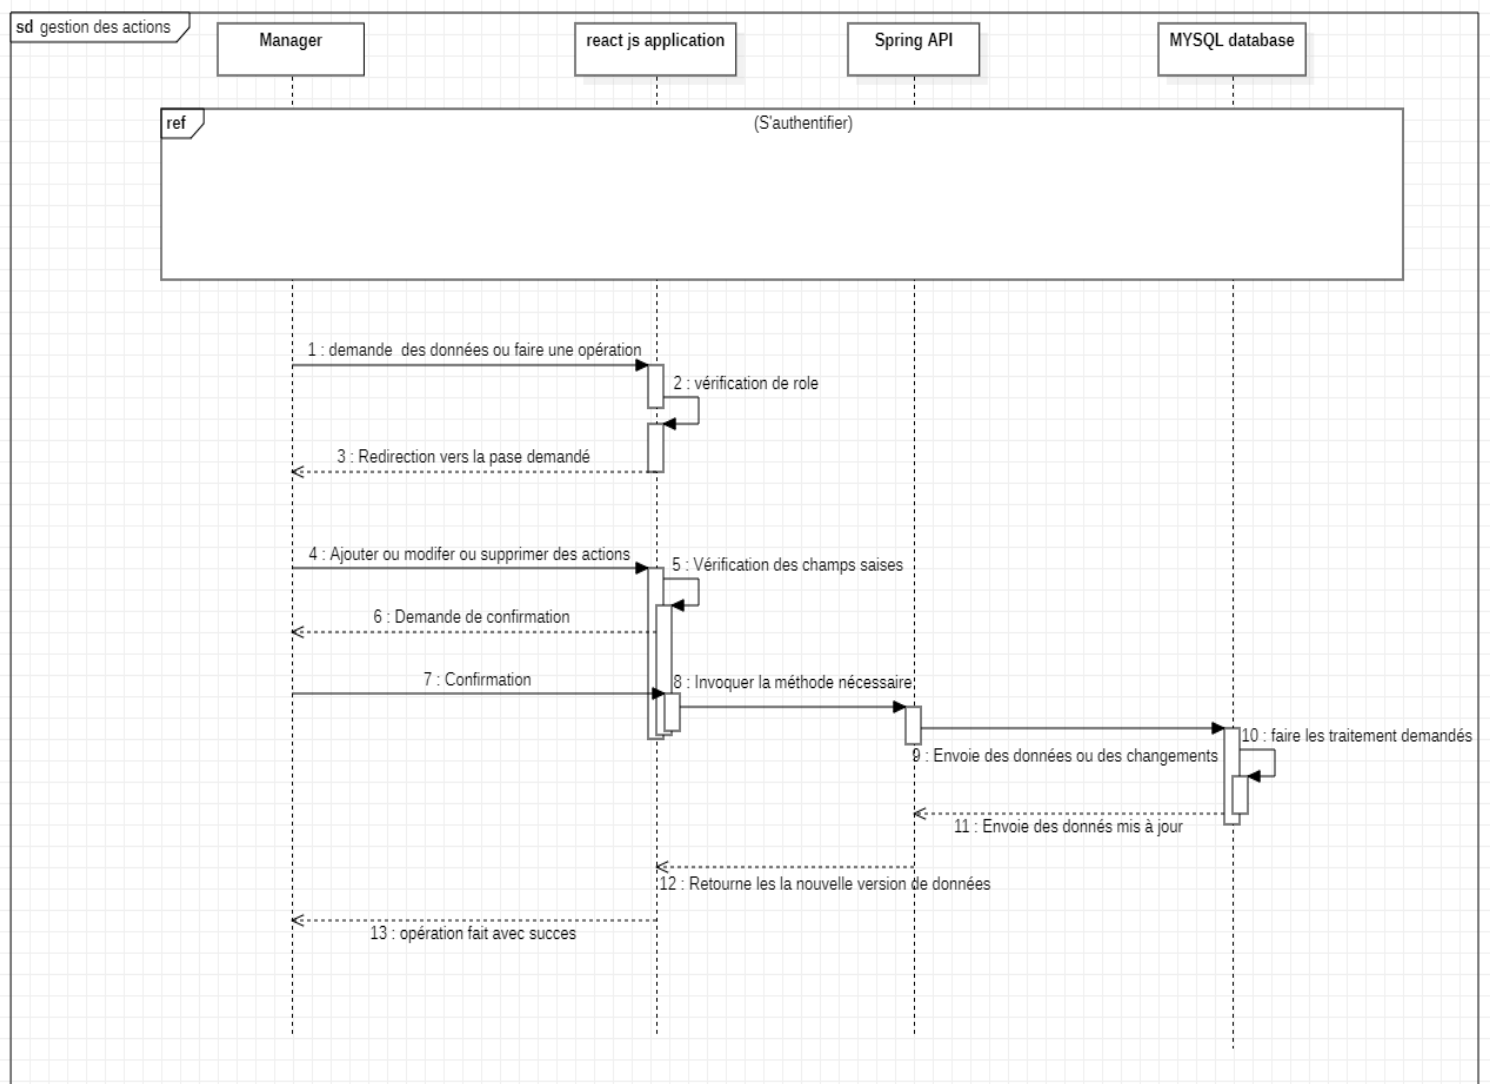 sd gestion des actions
Manager
react js application
Spring API
MYSQL database
ref
(S'authentifier)
1 : demande des données ou faire une opération
2 : vérification de role
3 : Redirection vers la pase demandé
4 : Ajouter ou modifer ou supprimer des actions
5 : Vérification des champs saises
6 : Demande de confirmation
7 : Confirmation
8 : Invoquer la méthode nécessaire
9 : Envoie des données ou des changements
10 : faire les traitement demandés
11 : Envoie des donnés mis à jour
12 : Retourne les la nouvelle version de données
13 : opération fait avec succes